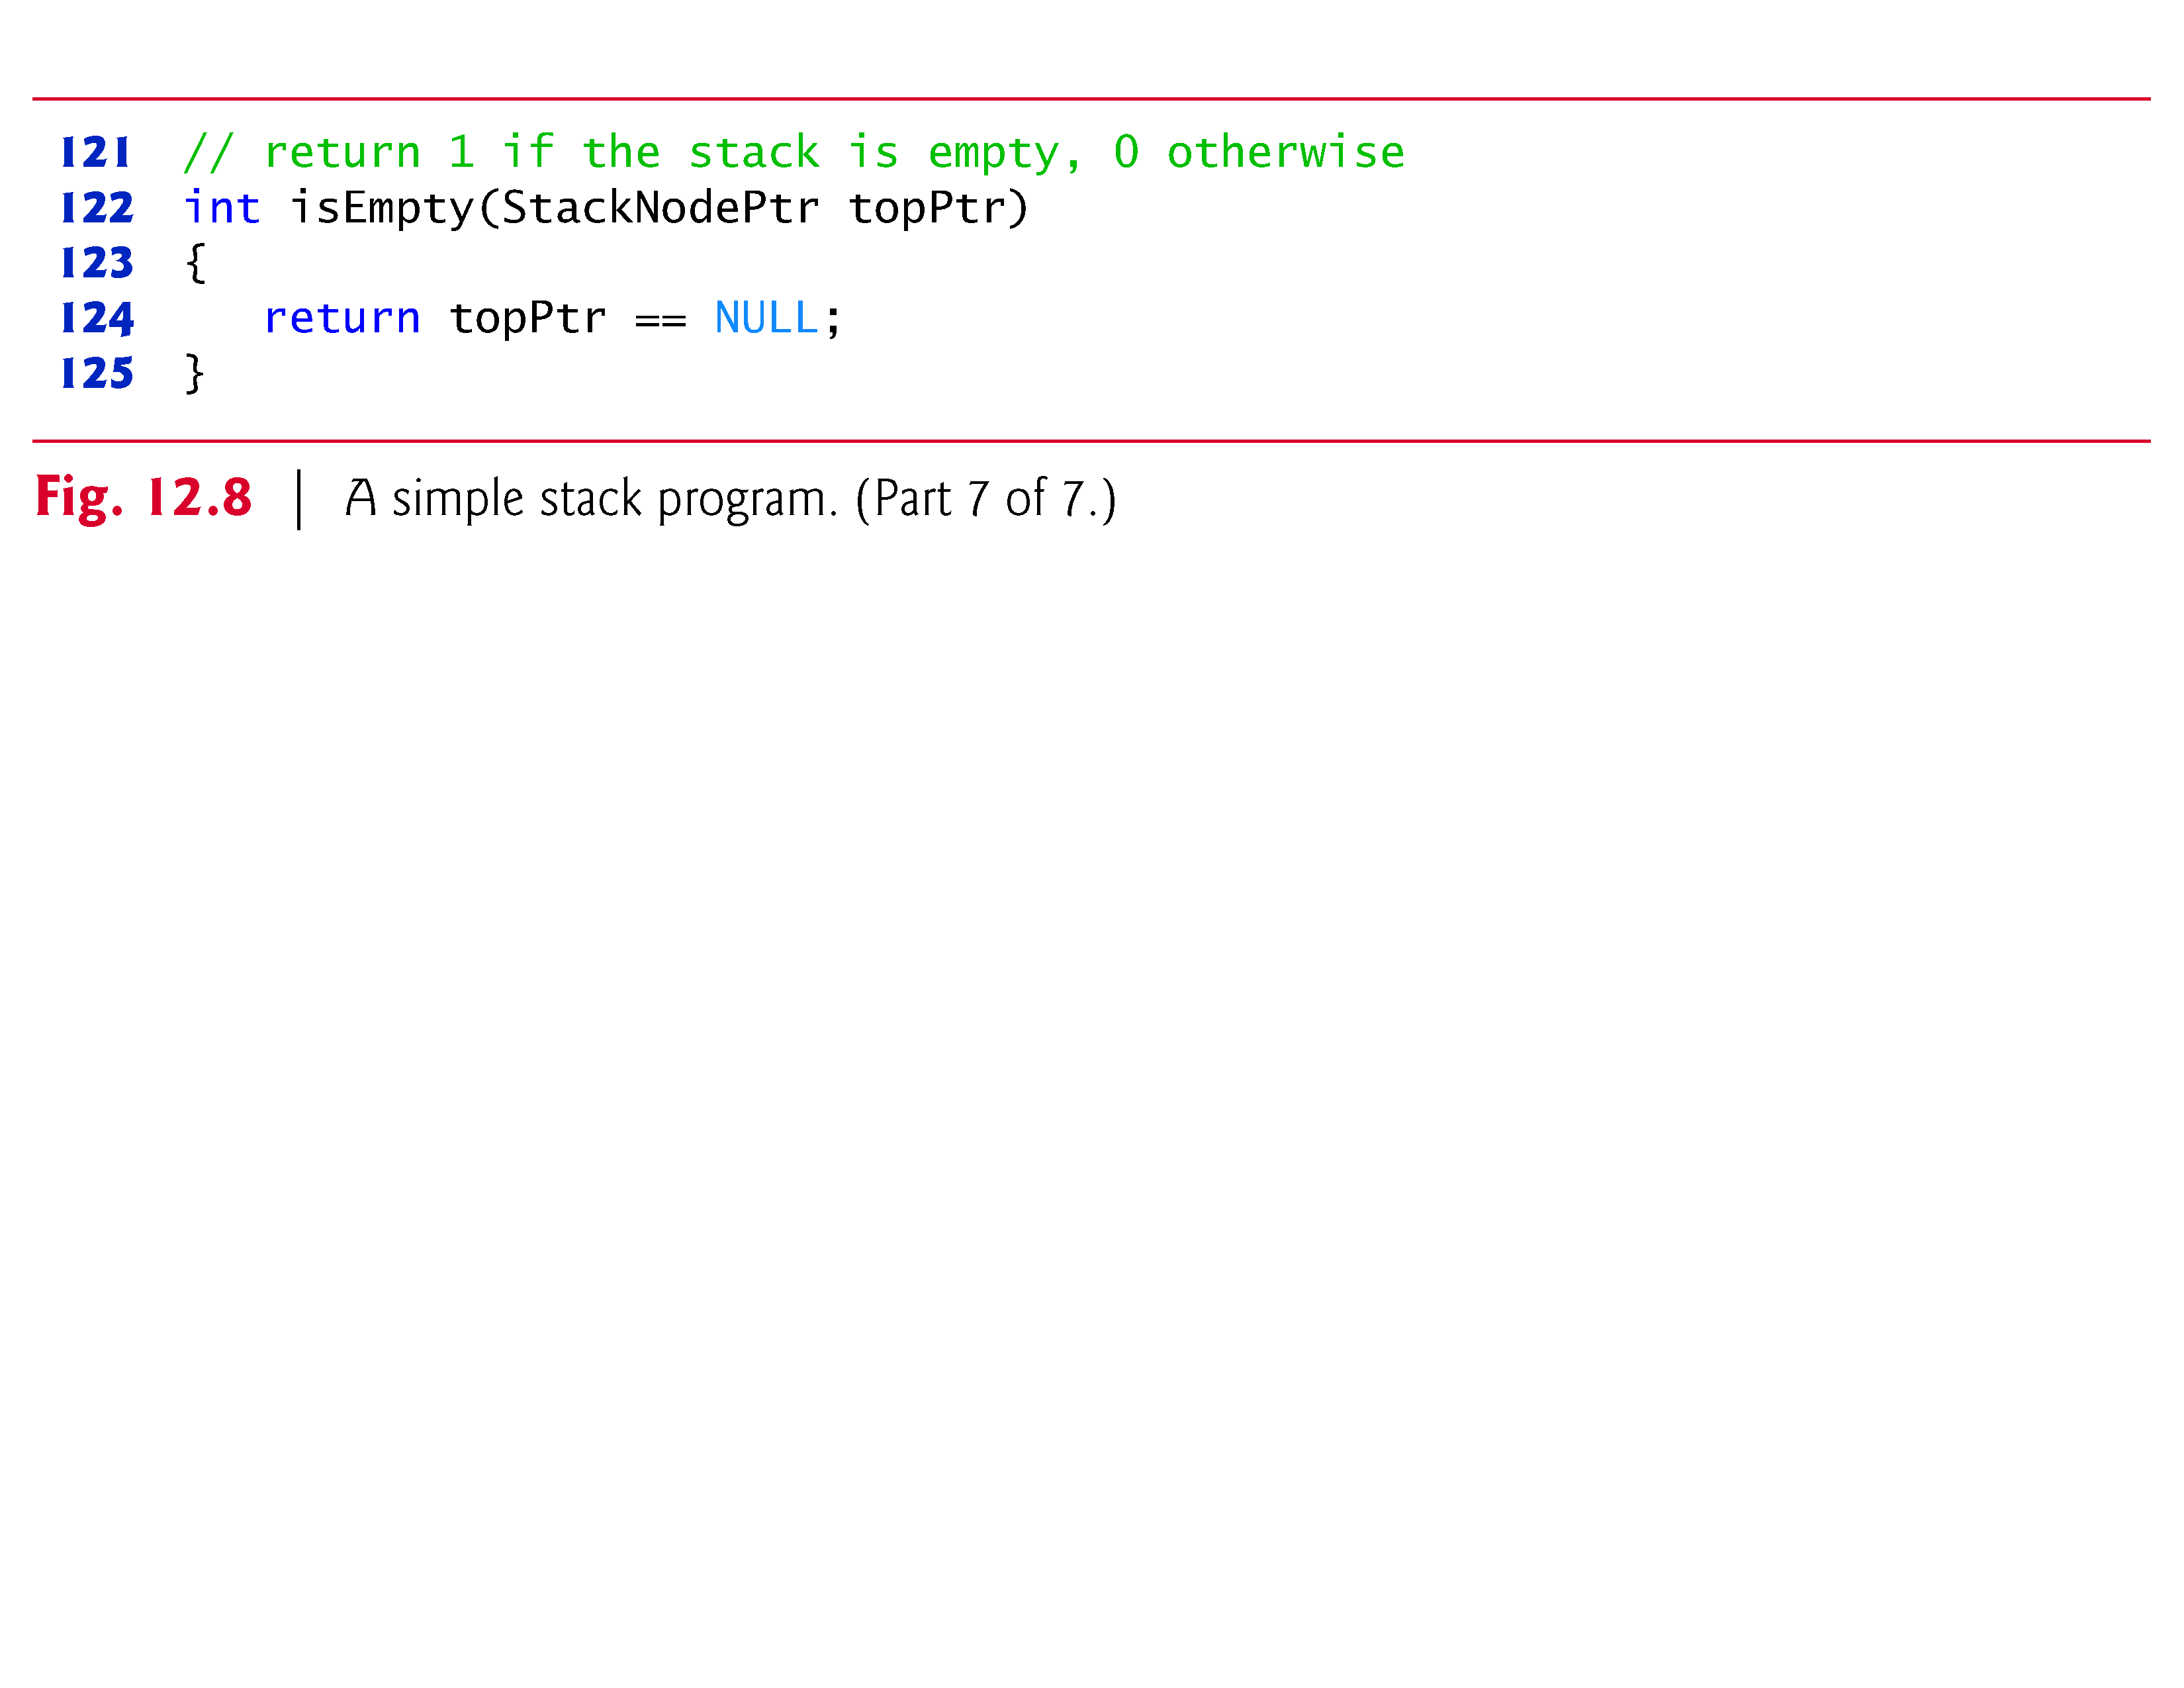 121 // return 1 if the stack is empty, 0 otherwise
122 int isEmpty(StackNodePtr topPtr)
123 {
124    return topPtr == NULL;
125 }
Fig. 12.8 | A simple stack program. (Part 7 of 7.)